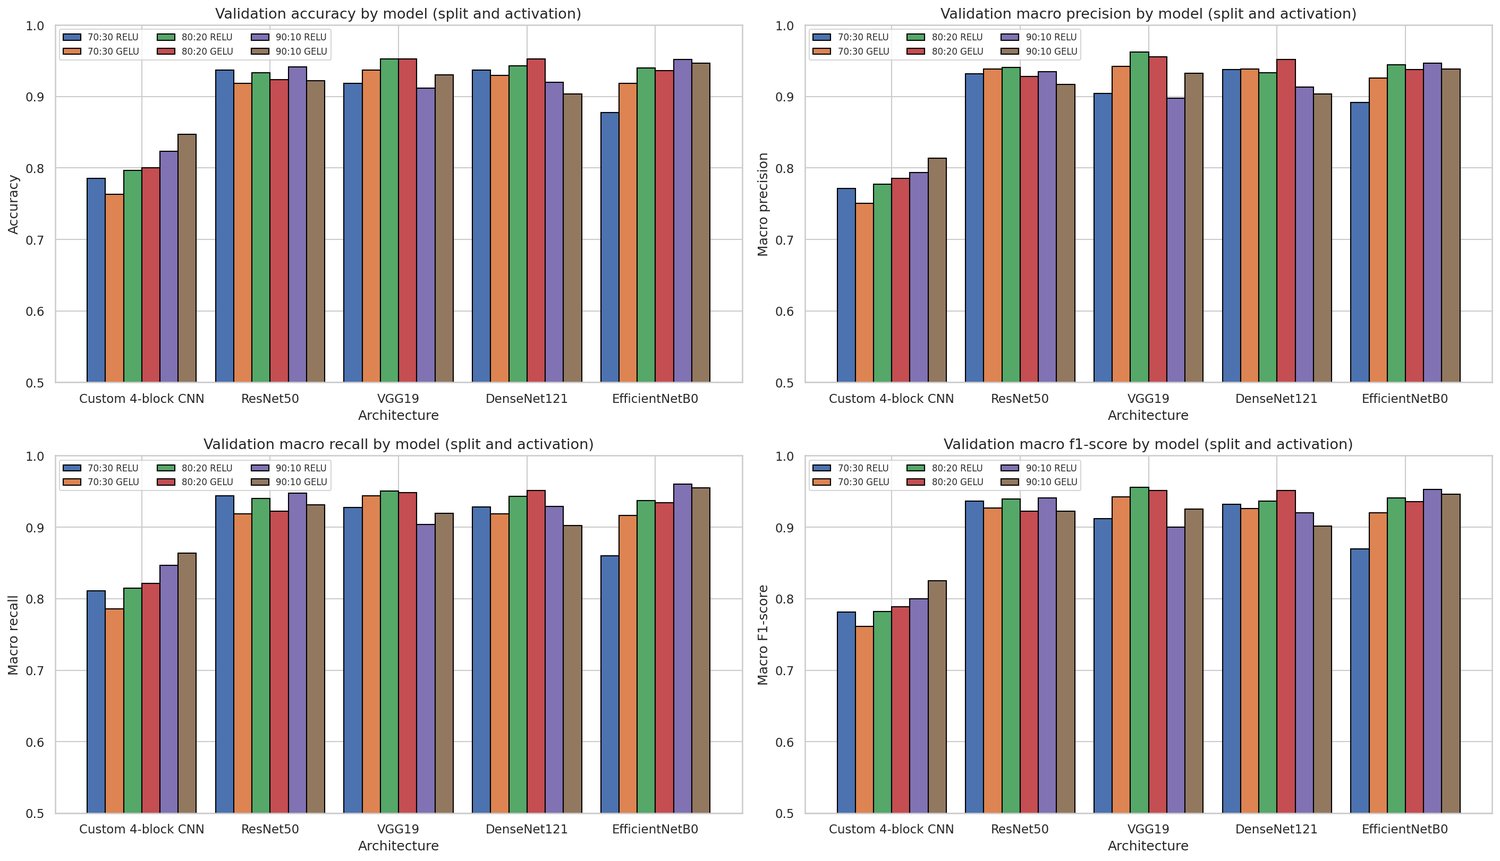 Validation accuracy by model (split and activation)
70:30 RELU 80:20 RELU 90:10 RELU
70:30 GELU 80:20 GELU 90:10 GELU
Accuracy
1.0
0.9
0.8
0.7
0.6
0.5
Custom 4-block CNN ResNet50 VGG19 DenseNet121 EfficientNetB0
Architecture
Validation macro precision by model (split and activation)
70:30 RELU 80:20 RELU 90:10 RELU
70:30 GELU 80:20 GELU 90:10 GELU
Macro precision
1.0
0.9
0.8
0.7
0.6
0.5
Custom 4-block CNN ResNet50 VGG19 DenseNet121 EfficientNetB0
Architecture
Validation macro recall by model (split and activation)
70:30 RELU 80:20 RELU 90:10 RELU
70:30 GELU 80:20 GELU 90:10 GELU
Macro recall
1.0
0.9
0.8
0.7
0.6
0.5
Custom 4-block CNN ResNet50 VGG19 DenseNet121 EfficientNetB0
Architecture
Validation macro f1-score by model (split and activation)
70:30 RELU 80:20 RELU 90:10 RELU
70:30 GELU 80:20 GELU 90:10 GELU
Macro F1-score
1.0
0.9
0.8
0.7
0.6
0.5
Custom 4-block CNN ResNet50 VGG19 DenseNet121 EfficientNetB0
Architecture